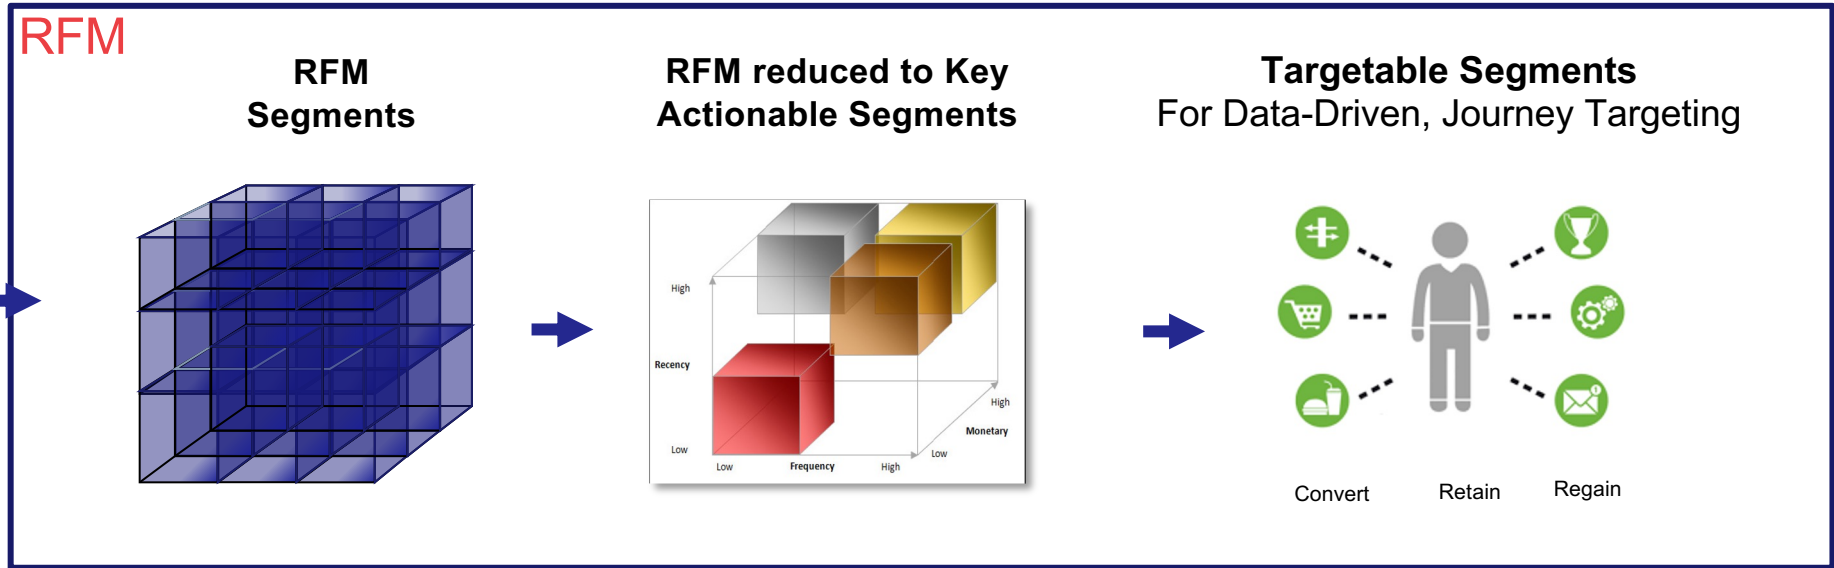 RFM
RFM
Segments
RFM reduced to Key
Actionable Segments
Targetable Segments
For Data-Driven, Journey Targeting
High
Recency
Low
Low
Frequency
High
Low
Monetary
High
Convert
Retain
Regain